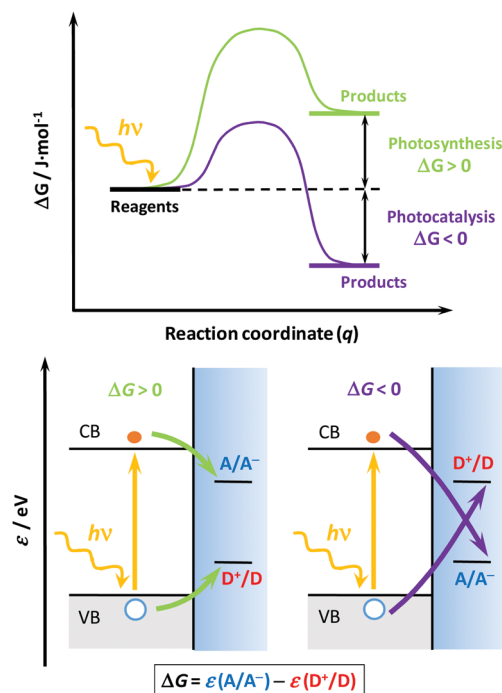 ΔG / J·mol⁻¹
hν
Reagents
Products
Photosynthesis
ΔG > 0
Photocatalysis
ΔG < 0
Products
Reaction coordinate (q)
ε / eV
ΔG > 0
CB
A/A⁻
hν
D⁺/D
VB
ΔG < 0
CB
D⁺/D
hν
A/A⁻
VB
ΔG = ε(A/A⁻) − ε(D⁺/D)